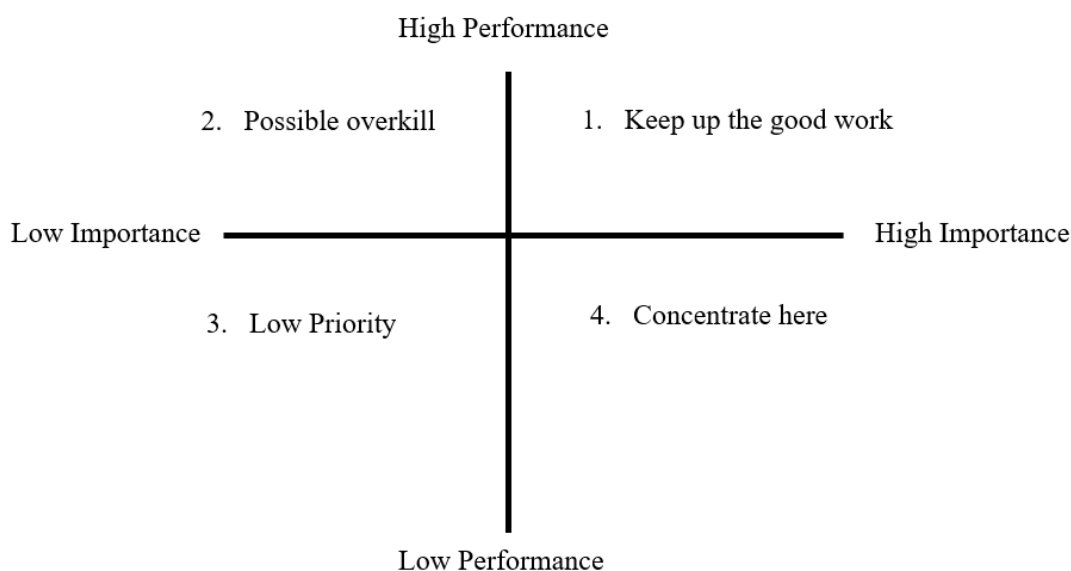 High Performance
2. Possible overkill
1. Keep up the good work
Low Importance
High Importance
3. Low Priority
4. Concentrate here
Low Performance